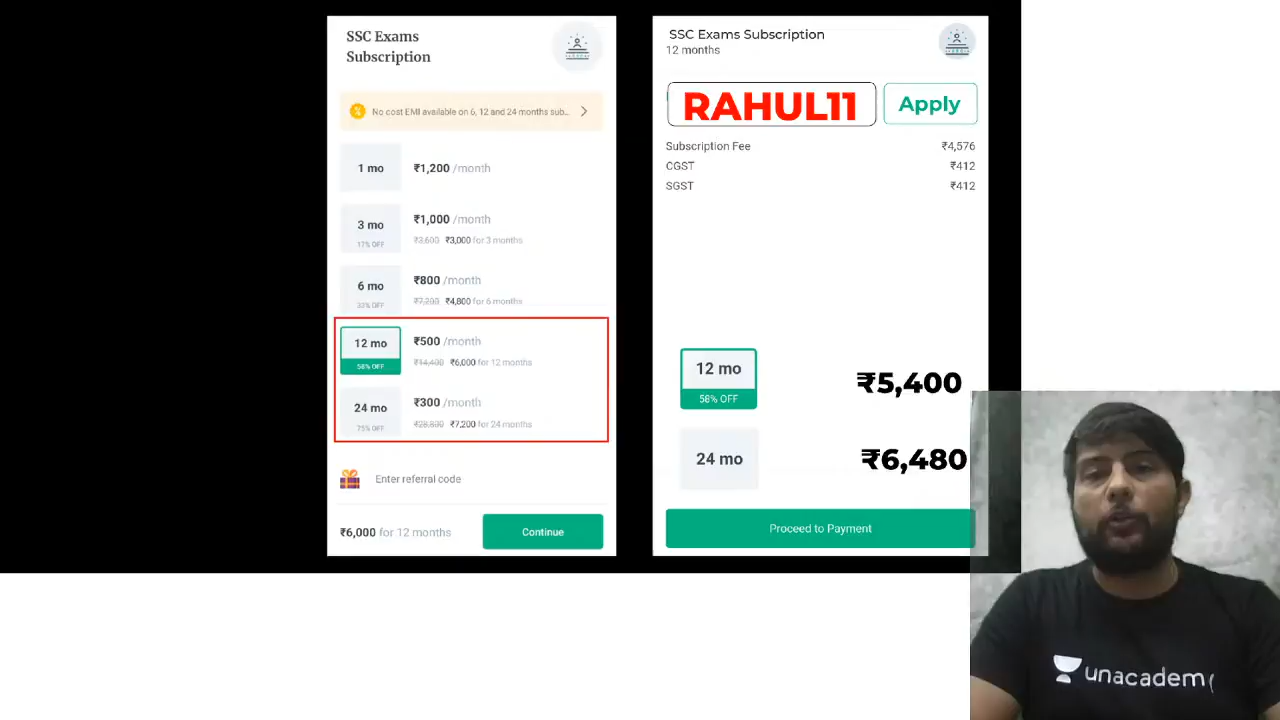 SSC Exams
Subscription
No cost EMI available on 6, 12 and 24 months sub...
1 mo
₹1,200 /month
3 mo
17% OFF
₹1,000 /month
₹3,600 ₹3,000 for 3 months
6 mo
33% OFF
₹800 /month
₹7,200 ₹4,800 for 6 months
12 mo
58% OFF
₹500 /month
₹14,400 ₹6,000 for 12 months
24 mo
75% OFF
₹300 /month
₹28,800 ₹7,200 for 24 months
Enter referral code
₹6,000 for 12 months
Continue
SSC Exams Subscription
12 months
RAHUL11
Apply
Subscription Fee ₹4,576
CGST ₹412
SGST ₹412
12 mo
58% OFF
₹5,400
24 mo
₹6,480
Proceed to Payment
unacadem